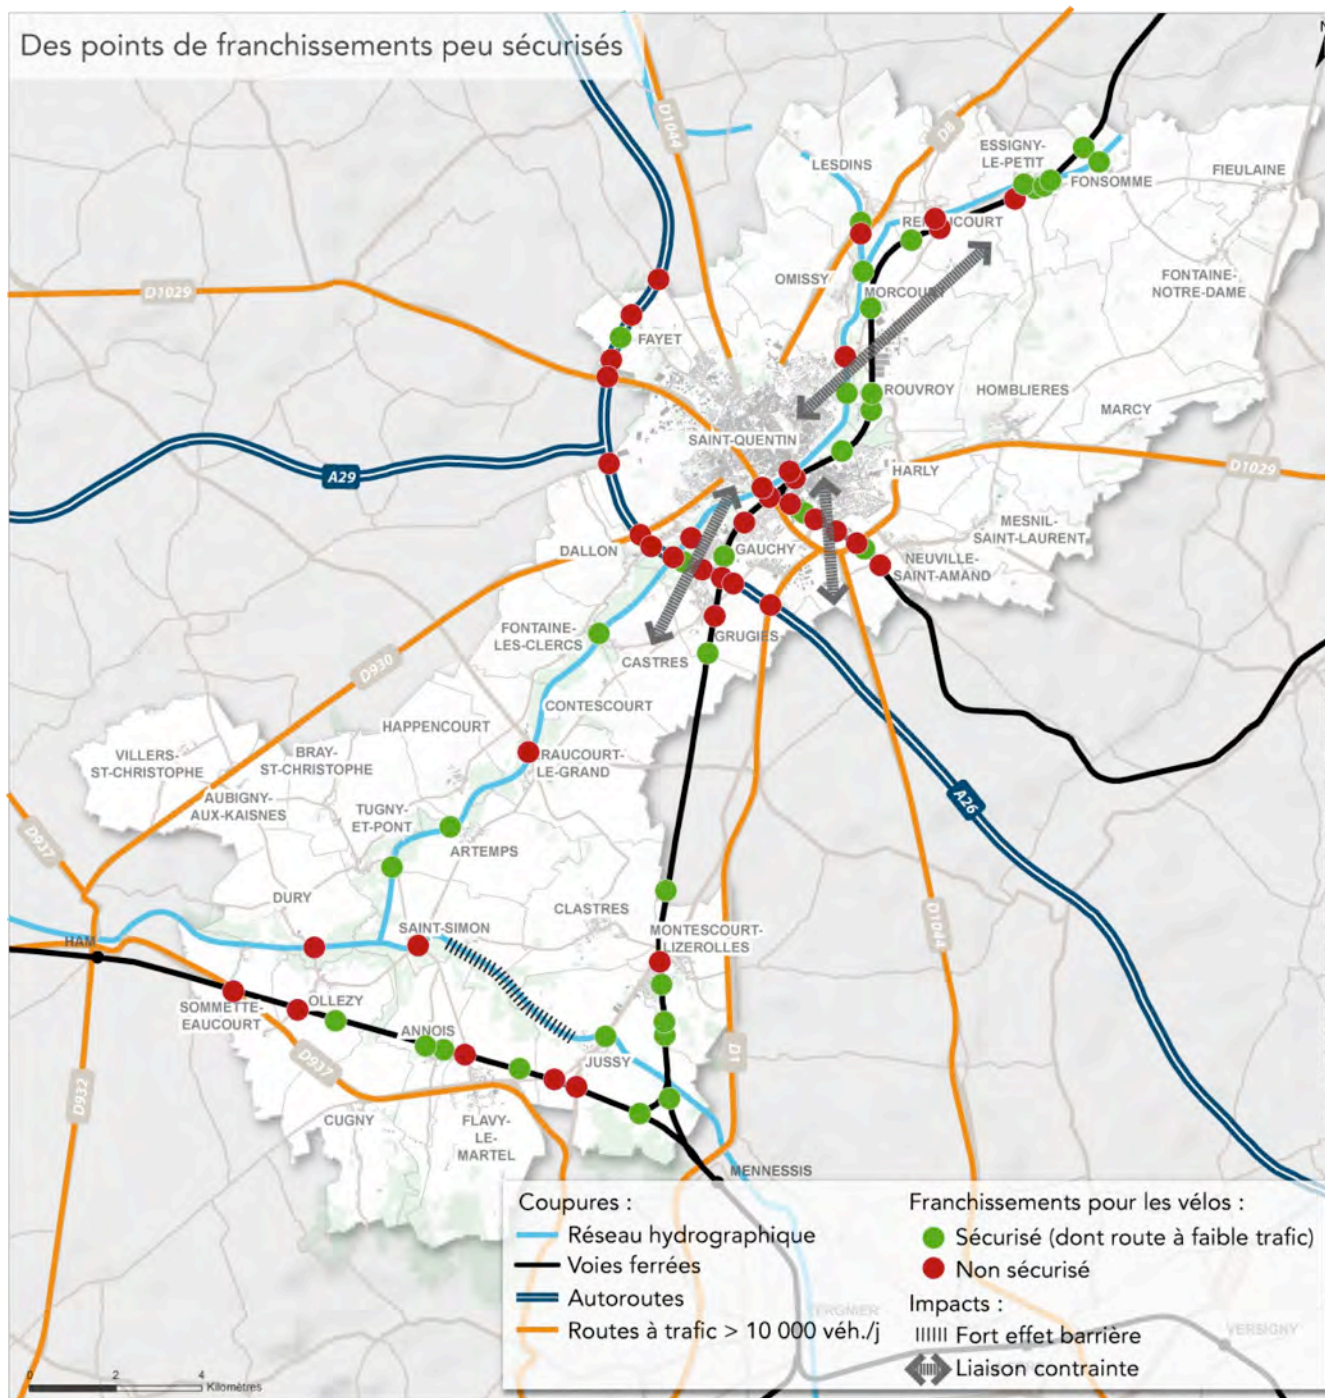 Des points de franchissements peu sécurisés
N
D1044
D8
ESSIGNY-
LE-PETIT
LESDINS
FONSOMME
FIEULAINE
OMISSY
MORCOURT
FONTAINE-
NOTRE-DAME
D1029
FAYET
ROUVROY
HOMBLIERES
MARCY
SAINT-QUENTIN
HARLY
D1029
A29
MESNIL-
SAINT-LAURENT
DALLON
GAUCHY
NEUVILLE-
SAINT-AMAND
FONTAINE-
LES-CLERCS
GRUGIES
CASTRES
D930
CONTESCOURT
HAPPENCOURT
VILLERS-
ST-CHRISTOPHE
BRAY-
ST-CHRISTOPHE
RAUCOURT-
LE-GRAND
AUBIGNY-
AUX-KAISNES
TUGNY-
ET-PONT
A26
D937
ARTEMPS
DURY
CLASTRES
SAINT-SIMON
MONTESCOURT-
LIZEROLLES
D1044
HAM
OLLEZY
SOMMETTE-
EAUCOURT
ANNOIS
JUSSY
D1
D937
D932
CUGNY
FLAVY-
LE-
MARTEL
MENNESSIS
Coupures :
Réseau hydrographique
Voies ferrées
Autoroutes
Routes à trafic > 10 000 véh./j
Franchissements pour les vélos :
Sécurisé (dont route à faible trafic)
Non sécurisé
Impacts :
Fort effet barrière
Liaison contrainte
VERSIGNY
0 2 4
Kilomètres